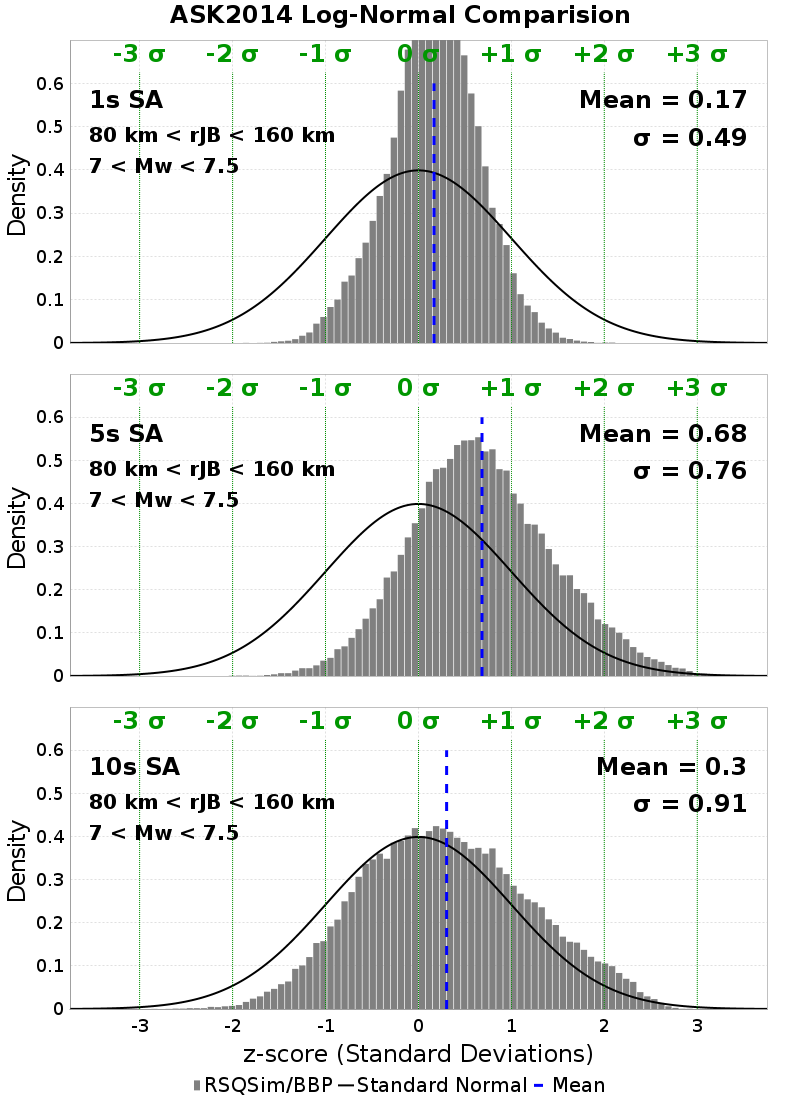 ASK2014 Log-Normal Comparision
-3 σ -2 σ -1 σ 0 σ +1 σ +2 σ +3 σ
1s SA
80 km < rJB < 160 km
7 < Mw < 7.5
Mean = 0.17
σ = 0.49
Density
0.6
0.5
0.4
0.3
0.2
0.1
0
-3 σ -2 σ -1 σ 0 σ +1 σ +2 σ +3 σ
5s SA
80 km < rJB < 160 km
7 < Mw < 7.5
Mean = 0.68
σ = 0.76
Density
0.6
0.5
0.4
0.3
0.2
0.1
0
-3 σ -2 σ -1 σ 0 σ +1 σ +2 σ +3 σ
10s SA
80 km < rJB < 160 km
7 < Mw < 7.5
Mean = 0.3
σ = 0.91
Density
0.6
0.5
0.4
0.3
0.2
0.1
0
-3 -2 -1 0 1 2 3
z-score (Standard Deviations)
RSQSim/BBP Standard Normal Mean